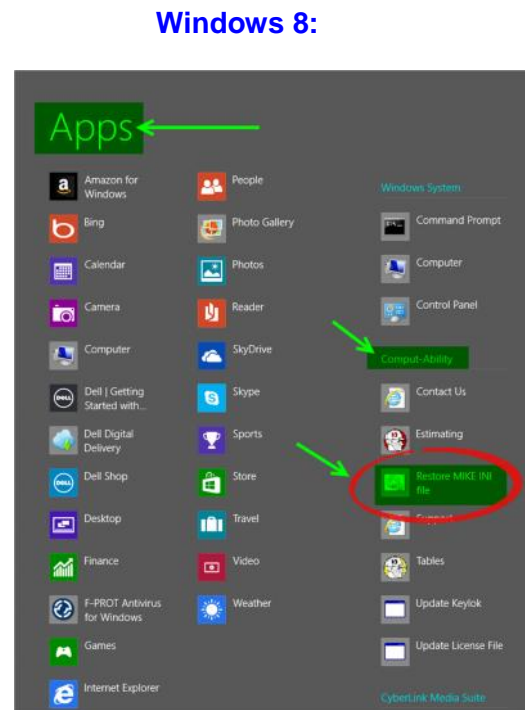 Windows 8:
Apps
Amazon for
Windows
Bing
Calendar
Camera
Computer
Dell | Getting
Started with...
Dell Digital
Delivery
Dell Shop
Desktop
Finance
F-PROT Antivirus
for Windows
Games
Internet Explorer
People
Photo Gallery
Photos
Reader
SkyDrive
Skype
Sports
Store
Travel
Video
Weather
Windows System
Command Prompt
Computer
Control Panel
Comput-Ability
Contact Us
Estimating
Restore MIKE INI
file
Support
Tables
Update Keylok
Update License File
CyberLink Media Suite